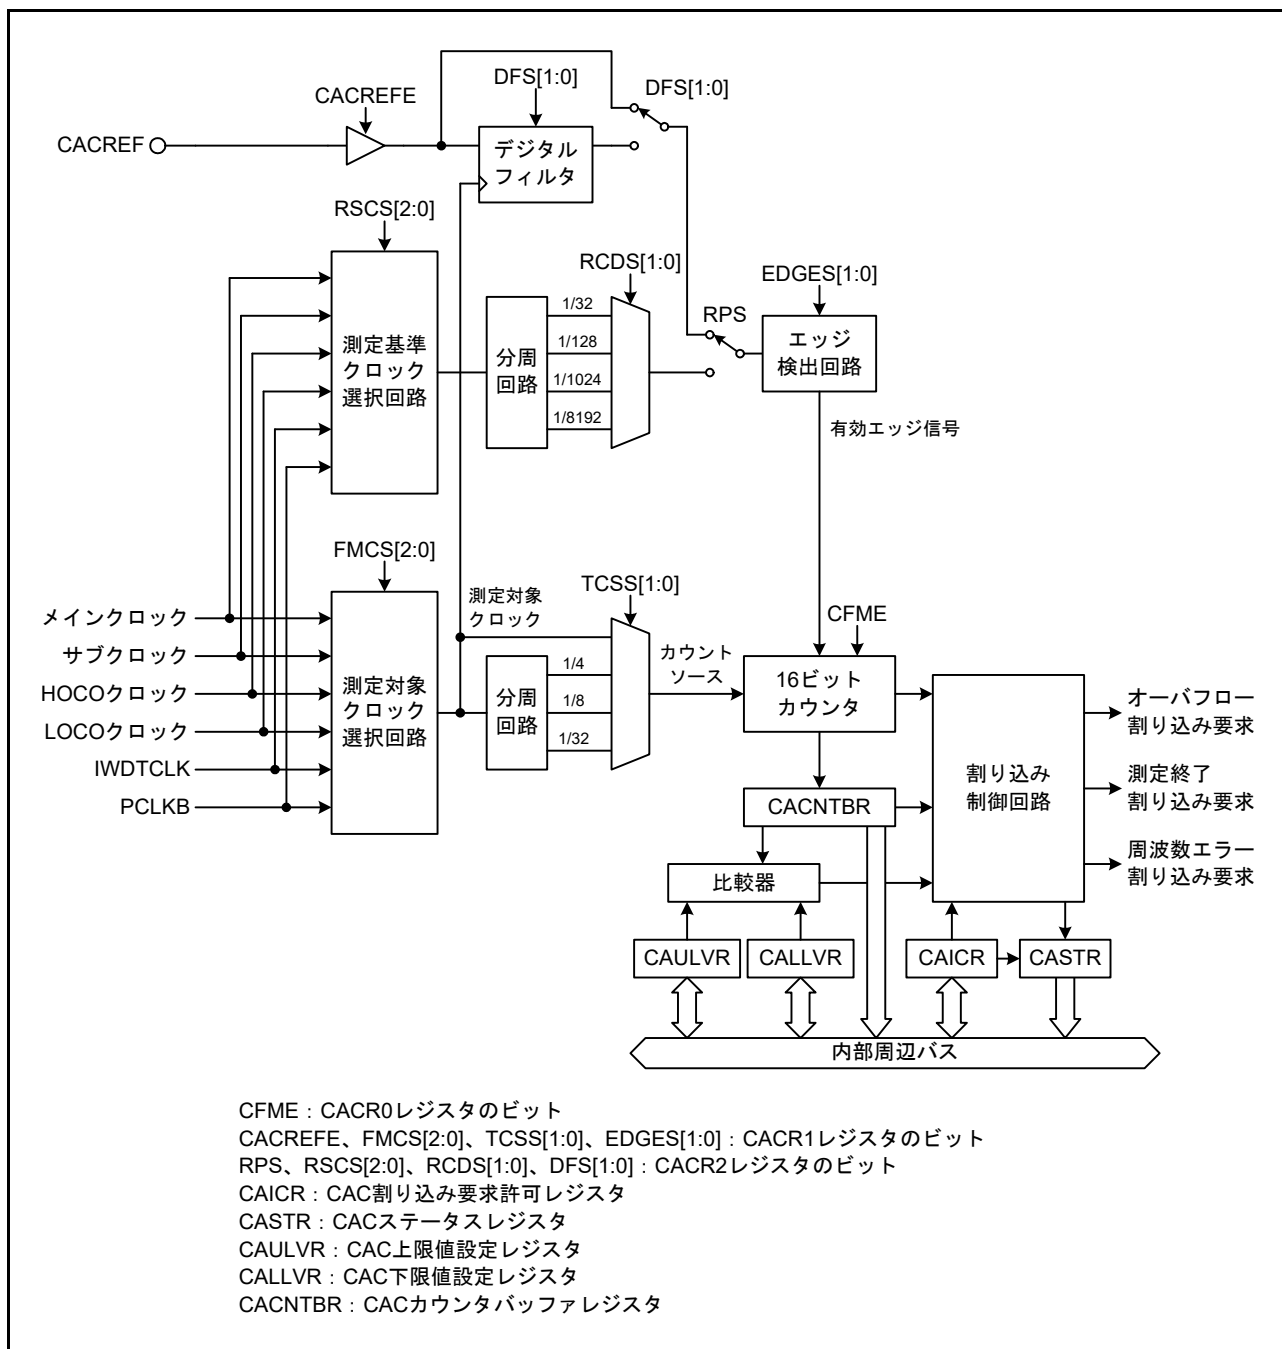 DFS[1:0]
DFS[1:0]
CACREFE
CACREF
デジタル
フィルタ
RSCS[2:0]
RCDS[1:0]
EDGES[1:0]
RPS
測定基準
クロック
選択回路
分周
回路
1/32
1/128
1/1024
1/8192
エッジ
検出回路
有効エッジ信号
FMCS[2:0]
TCSS[1:0]
測定対象
クロック
CFME
メインクロック
サブクロック
HOCOクロック
LOCOクロック
IWDTCLK
PCLKB
測定対象
クロック
選択回路
分周
回路
1/4
1/8
1/32
カウント
ソース
16ビット
カウンタ
割り込み
制御回路
オーバフロー
割り込み要求
測定終了
割り込み要求
周波数エラー
割り込み要求
CACNTBR
比較器
CAULVR
CALLVR
CAICR
CASTR
内部周辺バス
CFME：CACR0レジスタのビット
CACREFE、FMCS[2:0]、TCSS[1:0]、EDGES[1:0]：CACR1レジスタのビット
RPS、RSCS[2:0]、RCDS[1:0]、DFS[1:0]：CACR2レジスタのビット
CAICR：CAC割り込み要求許可レジスタ
CASTR：CACステータスレジスタ
CAULVR：CAC上限値設定レジスタ
CALLVR：CAC下限値設定レジスタ
CACNTBR：CACカウンタバッファレジスタ